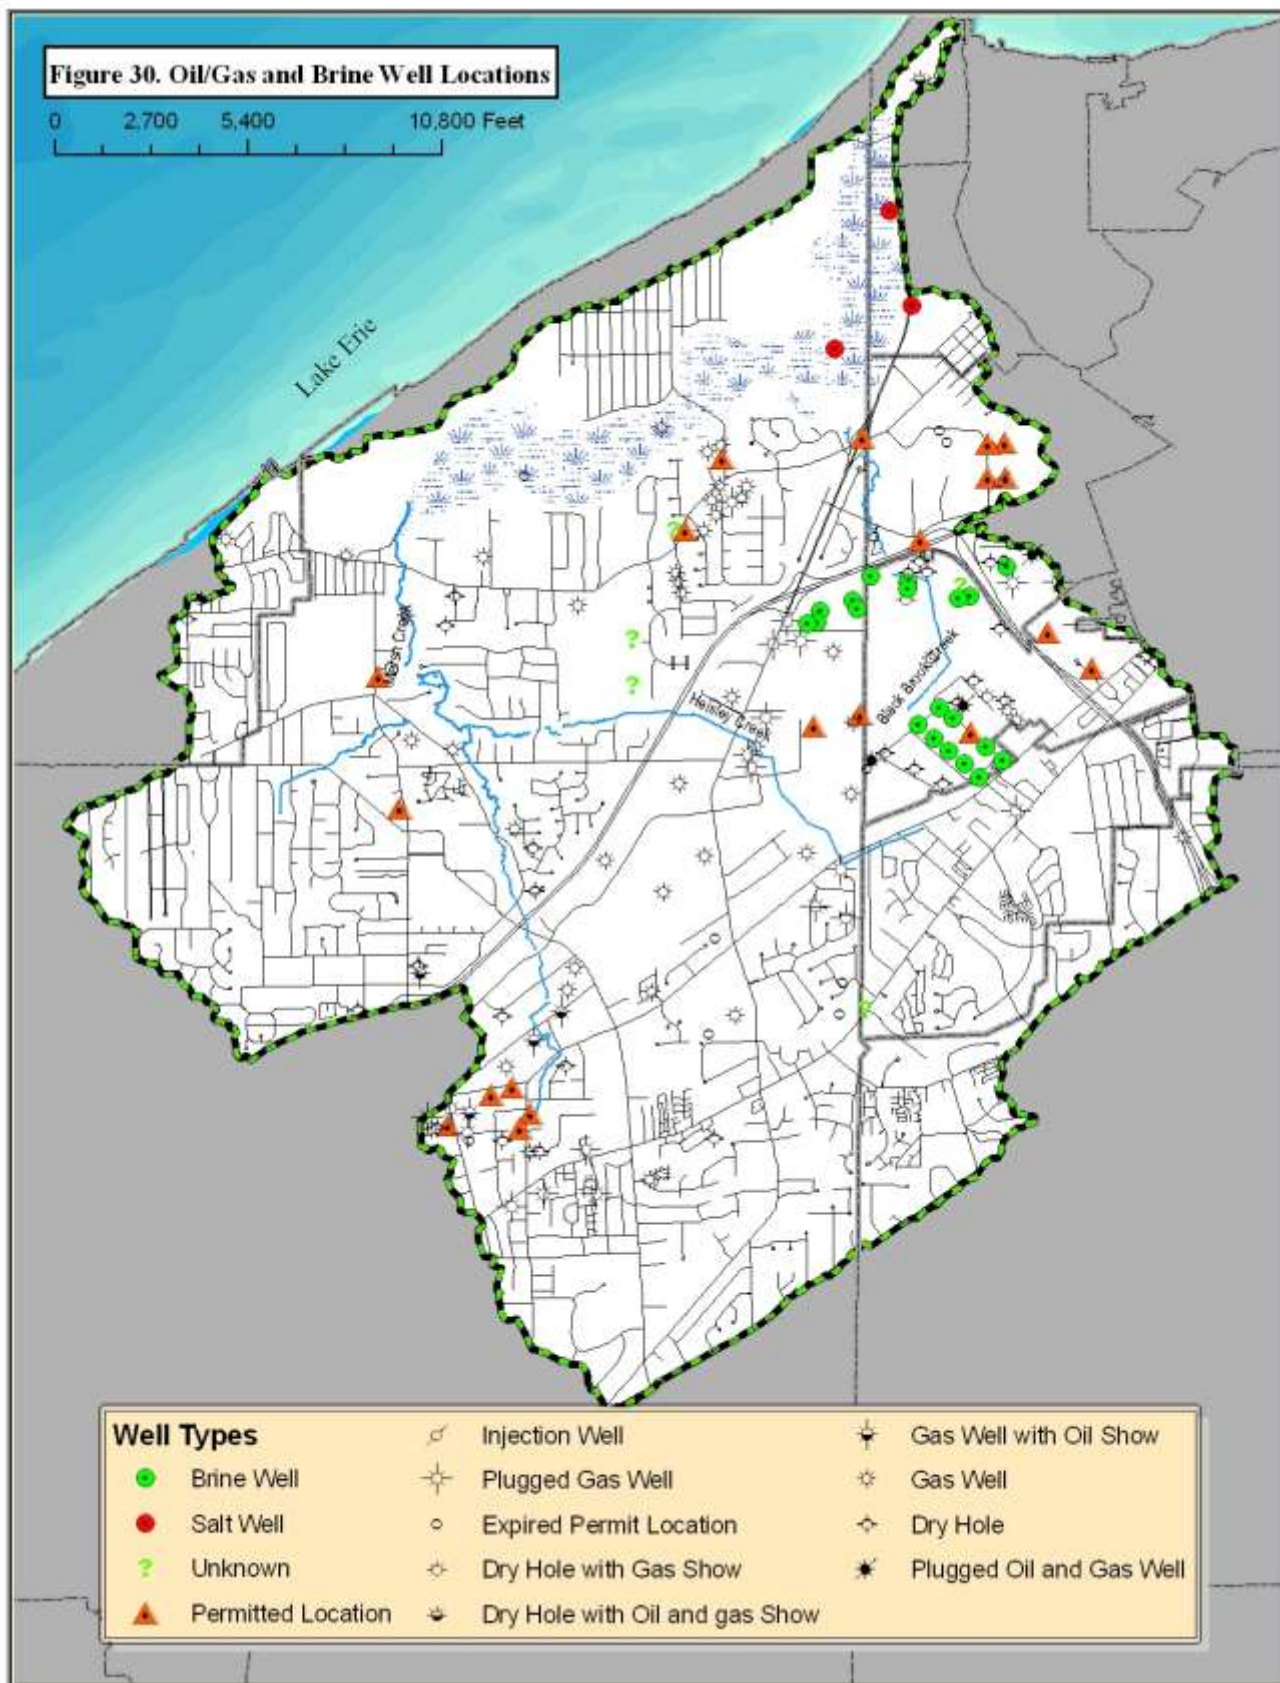 Figure 30. Oil/Gas and Brine Well Locations
0 2,700 5,400 10,800 Feet
Lake Erie
?
?
?
?
Marsh Creek
Heisley Creek
Black Brook Creek
Well Types
Brine Well
Salt Well
? Unknown
Permitted Location
Injection Well
Plugged Gas Well
Expired Permit Location
Dry Hole with Gas Show
Dry Hole with Oil and gas Show
Gas Well with Oil Show
Gas Well
Dry Hole
Plugged Oil and Gas Well